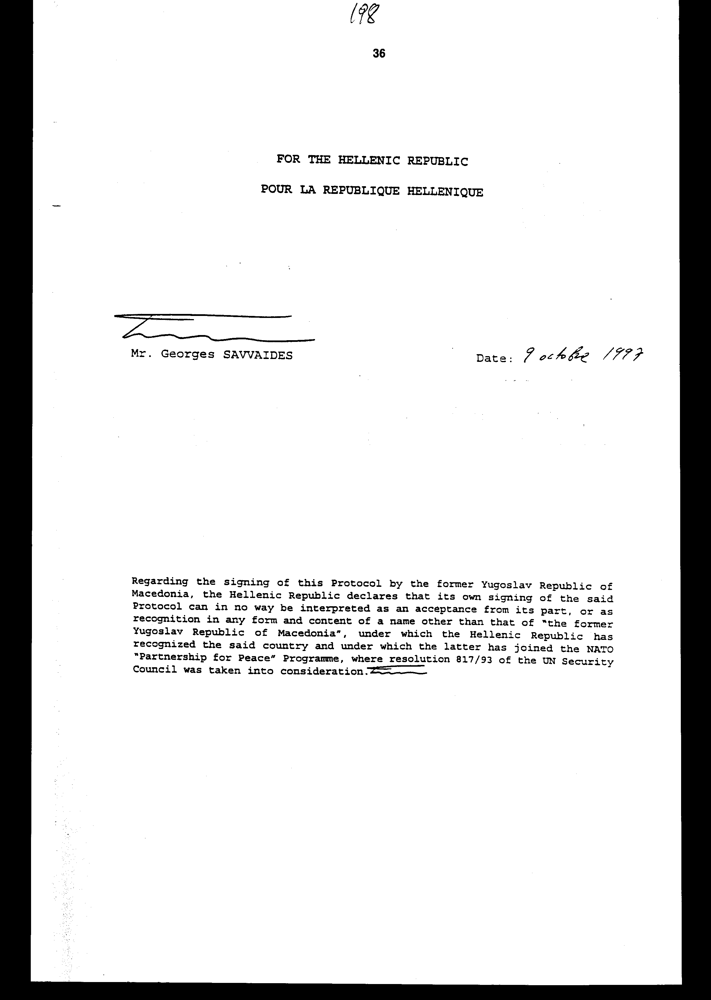 198
36
FOR THE HELLENIC REPUBLIC
POUR LA REPUBLIQUE HELLENIQUE
Mr. Georges SAVVAIDES
Date: 9 octobre 1997
Regarding the signing of this Protocol by the former Yugoslav Republic of
Macedonia, the Hellenic Republic declares that its own signing of the said
Protocol can in no way be interpreted as an acceptance from its part, or as
recognition in any form and content of a name other than that of "the former
Yugoslav Republic of Macedonia", under which the Hellenic Republic has
recognized the said country and under which the latter has joined the NATO
"Partnership for Peace" Programme, where resolution 817/93 of the UN Security
Council was taken into consideration.